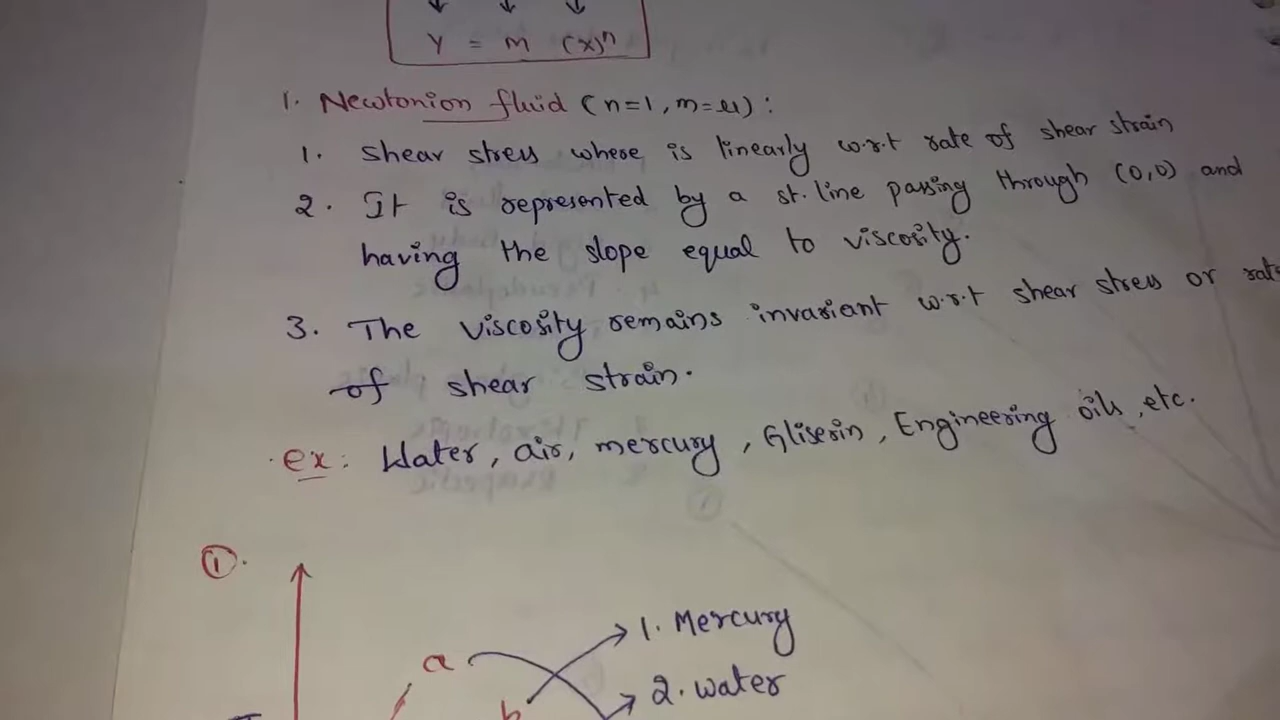 Y = m (x)ⁿ
1. Newtonion fluid (n=1, m=μ) :
1. shear stress where is linearly w.r.t rate of shear strain
2. It is represented by a st. line passing through (0,0) and
having the slope equal to viscosity.
3. The viscosity remains invariant w.r.t shear stress or rate
of shear strain.
ex: Water, air, mercury, Gliserin, Engineering oils, etc.
①.
1. Mercury
a
2. water
b